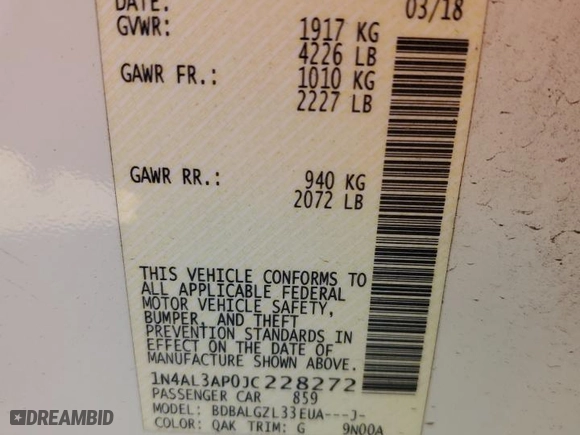 DATE: 03/18
GVWR: 1917 KG
4226 LB
GAWR FR.: 1010 KG
2227 LB
GAWR RR.: 940 KG
2072 LB
THIS VEHICLE CONFORMS TO
ALL APPLICABLE FEDERAL
MOTOR VEHICLE SAFETY,
BUMPER, AND THEFT
PREVENTION STANDARDS IN
EFFECT ON THE DATE OF
MANUFACTURE SHOWN ABOVE.
1N4AL3AP0JC228272
PASSENGER CAR 859
MODEL: BDBALGZL33EUA---J-
COLOR: QAK TRIM: G 9N00A
DREAMBID